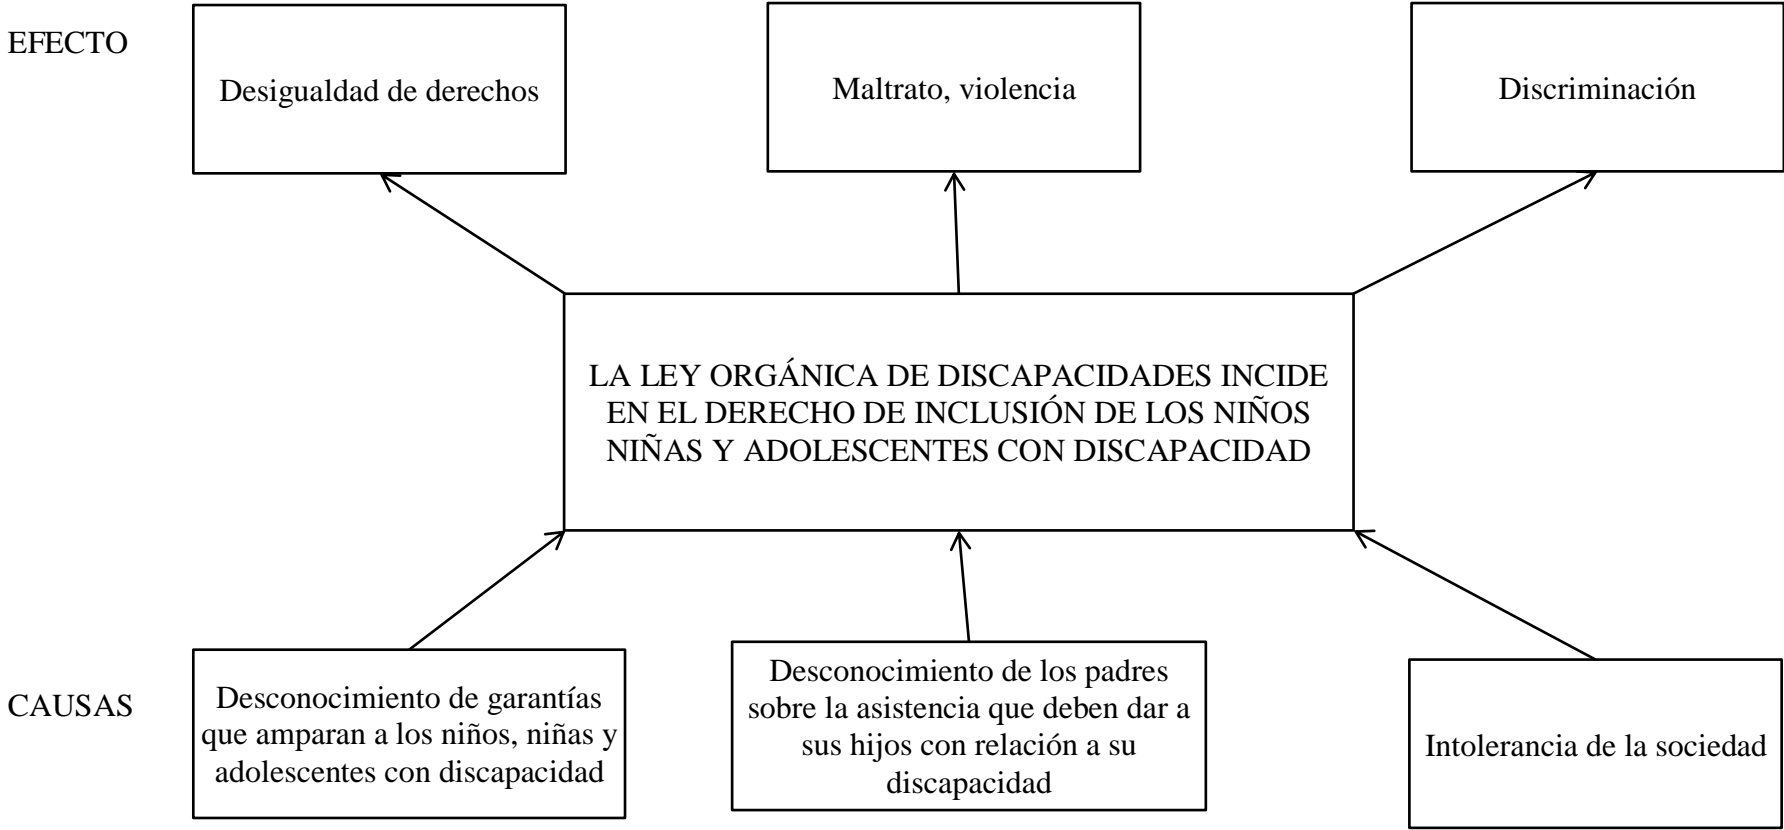 EFECTO
Desigualdad de derechos
Maltrato, violencia
Discriminación
LA LEY ORGÁNICA DE DISCAPACIDADES INCIDE
EN EL DERECHO DE INCLUSIÓN DE LOS NIÑOS
NIÑAS Y ADOLESCENTES CON DISCAPACIDAD
CAUSAS
Desconocimiento de garantías
que amparan a los niños, niñas y
adolescentes con discapacidad
Desconocimiento de los padres
sobre la asistencia que deben dar a
sus hijos con relación a su
discapacidad
Intolerancia de la sociedad